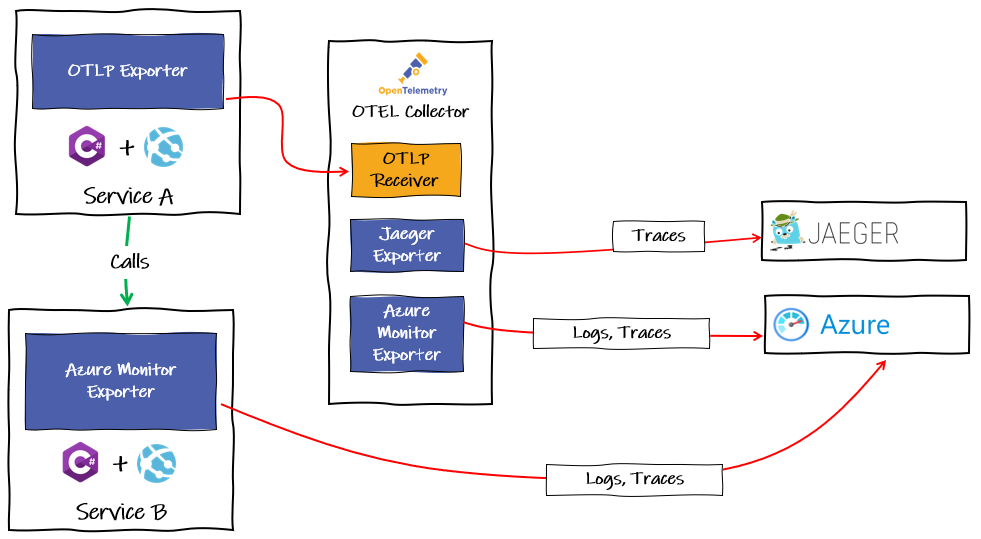 OTLP Exporter
C#
+
Service A
Calls
Azure Monitor
Exporter
C#
+
Service B
OpenTelemetry
OTEL Collector
OTLP
Receiver
Jaeger
Exporter
Azure
Monitor
Exporter
Traces
Logs, Traces
Logs, Traces
JAEGER
Azure